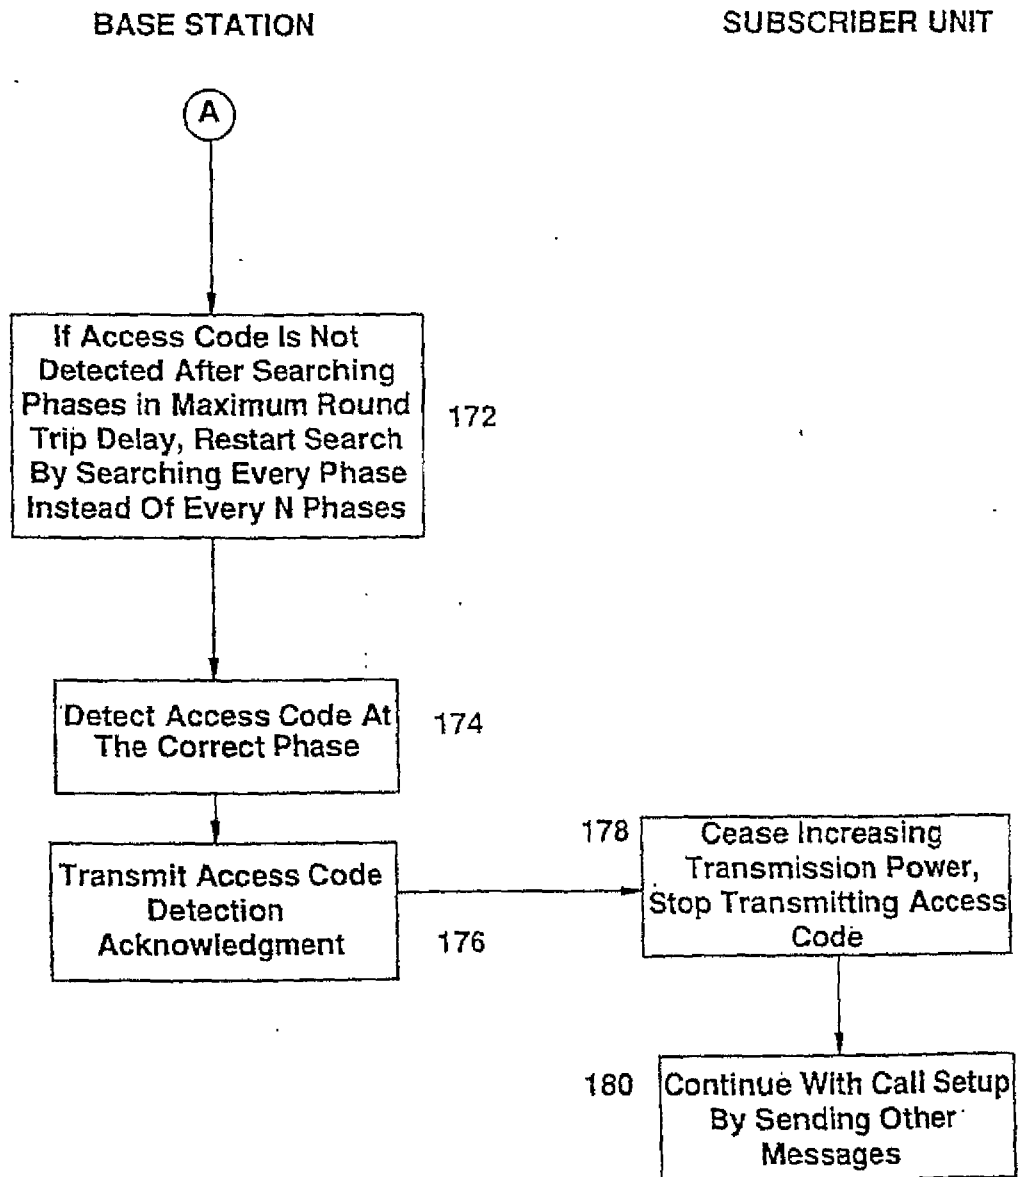 BASE STATION
SUBSCRIBER UNIT
A
If Access Code Is Not
Detected After Searching
Phases in Maximum Round
Trip Delay, Restart Search
By Searching Every Phase
Instead Of Every N Phases
172
Detect Access Code At
The Correct Phase
174
Transmit Access Code
Detection
Acknowledgment
176
178
Cease Increasing
Transmission Power,
Stop Transmitting Access
Code
180
Continue With Call Setup
By Sending Other
Messages